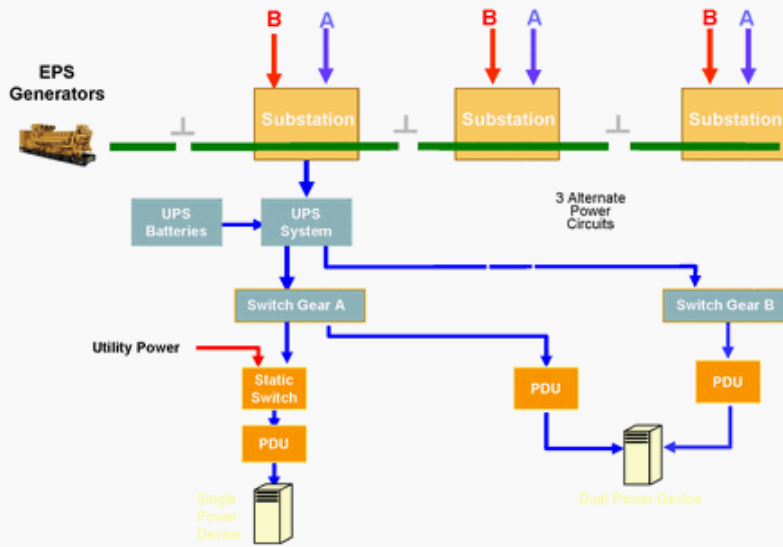 B
A
B
A
B
A
EPS
Generators
Substation
Substation
Substation
3 Alternate
Power
Circuits
UPS
Batteries
UPS
System
Switch Gear A
Switch Gear B
Utility Power
Static
Switch
PDU
PDU
PDU
Single
Power
Device
Dual Power Device